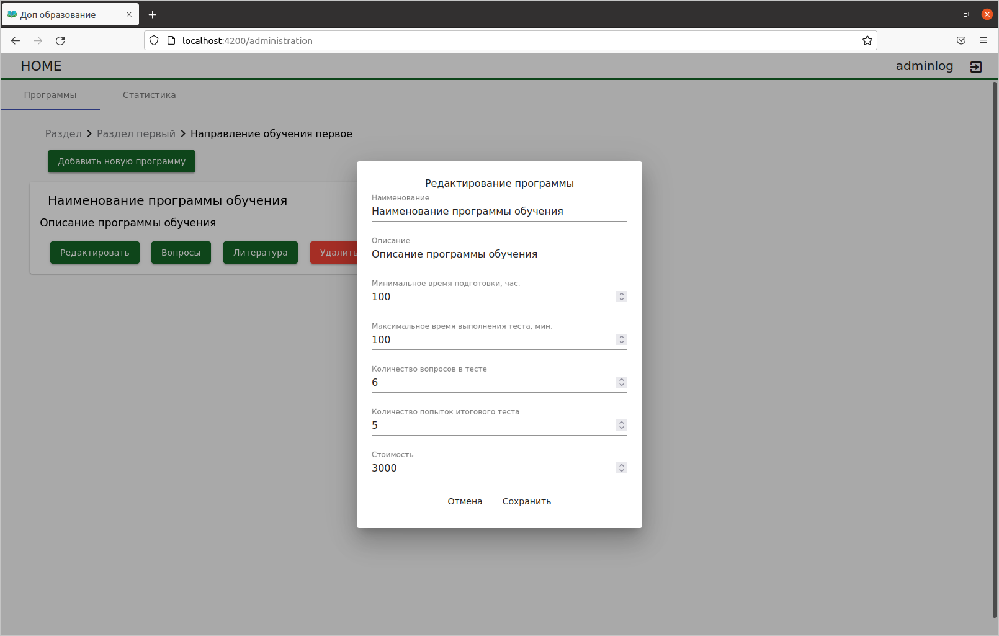 Доп образование
localhost:4200/administration
HOME
adminlog
Программы
Статистика
Раздел
Раздел первый
Направление обучения первое
Добавить новую программу
Наименование программы обучения
Описание программы обучения
Редактировать
Вопросы
Литература
Удалить
Редактирование программы
Наименование
Наименование программы обучения
Описание
Описание программы обучения
Минимальное время подготовки, час.
100
Максимальное время выполнения теста, мин.
100
Количество вопросов в тесте
6
Количество попыток итогового теста
5
Стоимость
3000
Отмена
Сохранить